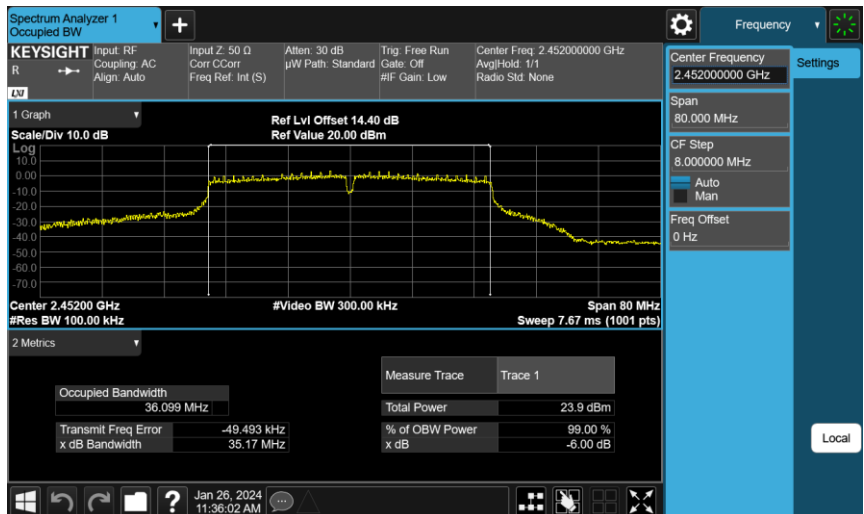 Spectrum Analyzer 1
Occupied BW
+
Frequency
KEYSIGHT
R
LXI
Input: RF
Coupling: AC
Align: Auto
Input Z: 50 Ω
Corr CCorr
Freq Ref: Int (S)
Atten: 30 dB
µW Path: Standard
Trig: Free Run
Gate: Off
#IF Gain: Low
Center Freq: 2.452000000 GHz
Avg|Hold: 1/1
Radio Std: None
Center Frequency
2.452000000 GHz
Settings
Span
80.000 MHz
CF Step
8.000000 MHz
Auto
Man
Freq Offset
0 Hz
1 Graph
Scale/Div 10.0 dB
Ref Lvl Offset 14.40 dB
Ref Value 20.00 dBm
Log
10.0
0.00
-10.0
-20.0
-30.0
-40.0
-50.0
-60.0
-70.0
Center 2.45200 GHz
#Res BW 100.00 kHz
#Video BW 300.00 kHz
Span 80 MHz
Sweep 7.67 ms (1001 pts)
2 Metrics
Measure Trace Trace 1
Occupied Bandwidth
36.099 MHz
Total Power 23.9 dBm
Transmit Freq Error -49.493 kHz
% of OBW Power 99.00 %
x dB Bandwidth 35.17 MHz
x dB -6.00 dB
Local
?
Jan 26, 2024
11:36:02 AM